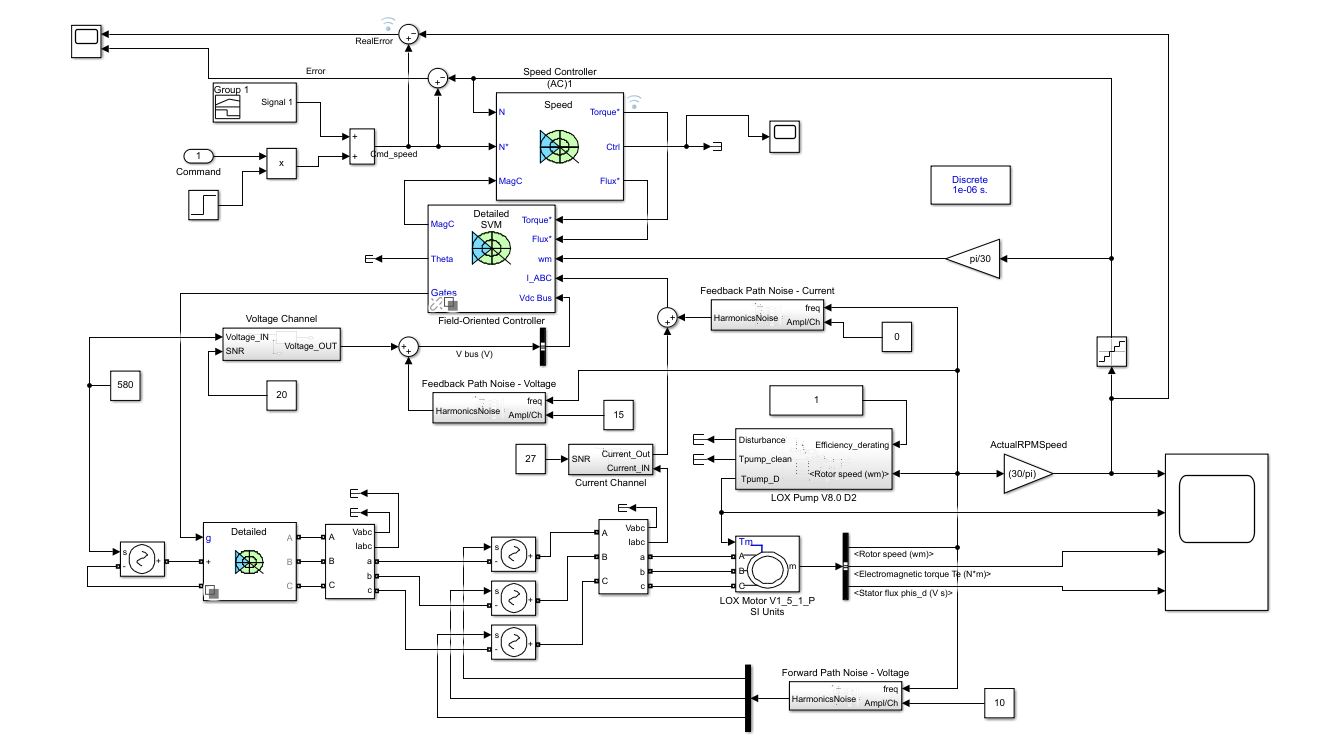 RealError
Error
Speed Controller
(AC)1
Group 1
Signal 1
Speed
N
Torque*
N*
Ctrl
MagC
Flux*
+
+
Cmd_speed
1
Command
x
Discrete
1e-06 s.
Detailed
SVM
MagC
Torque*
Flux*
Theta
wm
I_ABC
Gates
Vdc Bus
Field-Oriented Controller
pi/30
Feedback Path Noise - Current
freq
HarmonicsNoise
Ampl/Ch
0
Voltage Channel
Voltage_IN
SNR
Voltage_OUT
V bus (V)
580
20
Feedback Path Noise - Voltage
freq
HarmonicsNoise
Ampl/Ch
15
1
27
SNR
Current_Out
Current_IN
Current Channel
Disturbance
Efficiency_derating
Tpump_clean
<Rotor speed (wm)>
Tpump_D
LOX Pump V8.0 D2
ActualRPMSpeed
(30/pi)
s
-
+
Detailed
g
A
+
B
-
C
A
B
C
Vabc
Iabc
a
b
c
s
-
+
s
-
+
s
-
+
A
B
C
Vabc
Iabc
a
b
c
Tm
A
B
C
m
LOX Motor V1_5_1_P
SI Units
<Rotor speed (wm)>
<Electromagnetic torque Te (N*m)>
<Stator flux phis_d (V s)>
Forward Path Noise - Voltage
freq
HarmonicsNoise
Ampl/Ch
10